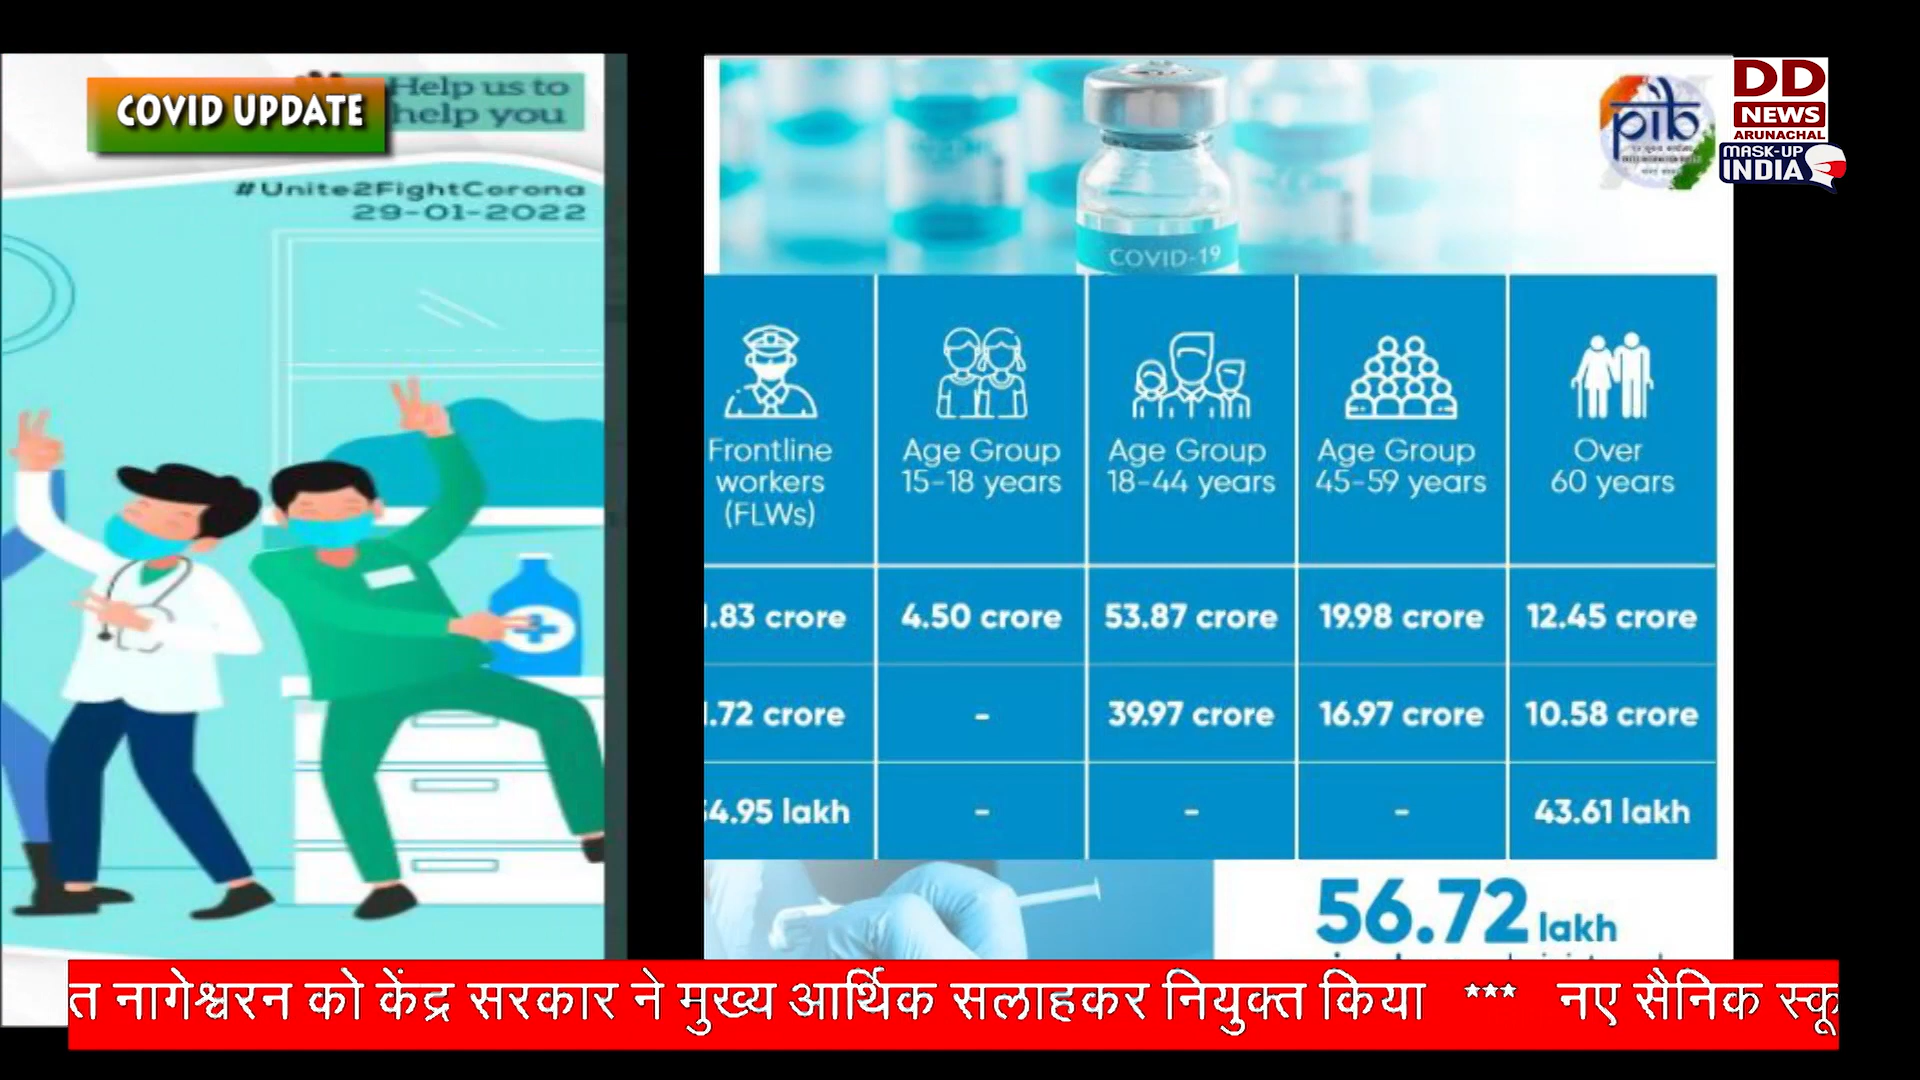 COVID UPDATE
Help us to
help you
#Unite2FightCorona
29-01-2022
COVID-19
pib
DD
NEWS
ARUNACHAL
MASK-UP
INDIA
Frontline
workers
(FLWs)
Age Group
15-18 years
Age Group
18-44 years
Age Group
45-59 years
Over
60 years
.83 crore
4.50 crore
53.87 crore
19.98 crore
12.45 crore
.72 crore
-
39.97 crore
16.97 crore
10.58 crore
4.95 lakh
-
-
-
43.61 lakh
56.72 lakh
त नागेश्वरन को केंद्र सरकार ने मुख्य आर्थिक सलाहकर नियुक्त किया *** नए सैनिक स्कू